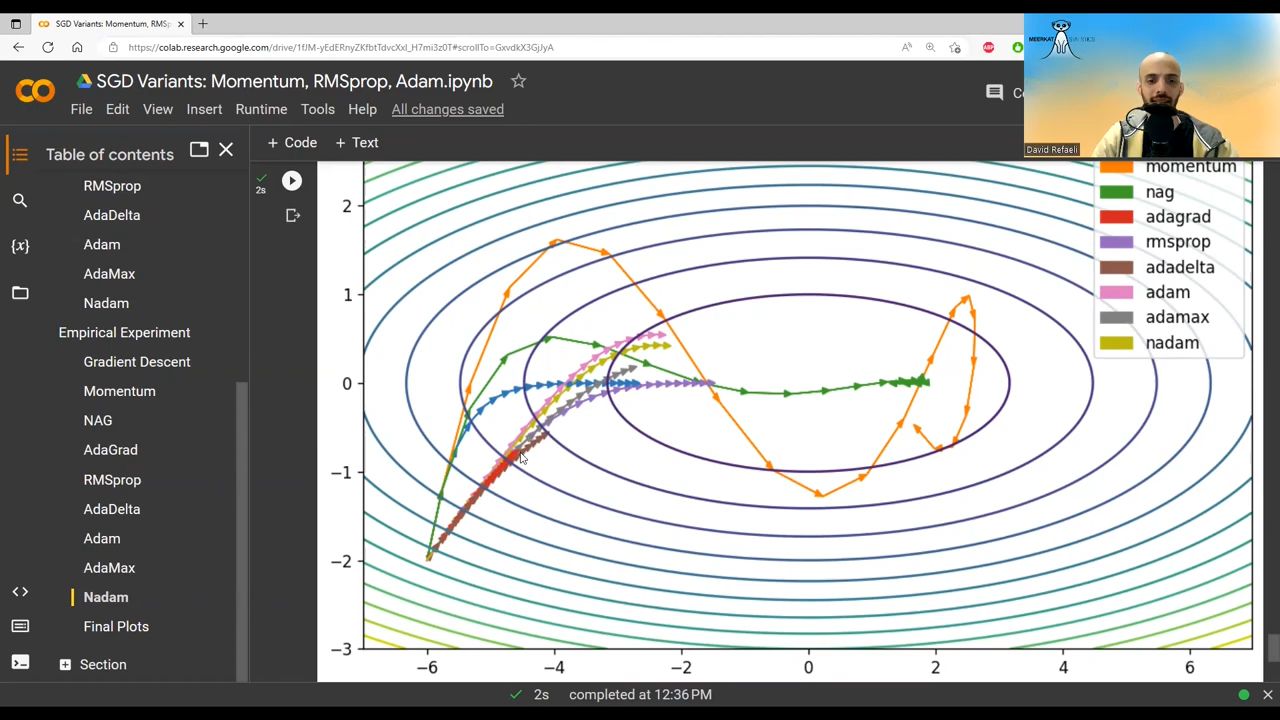 SGD Variants: Momentum, RMSp
https://colab.research.google.com/drive/1fJM-yEdERnyZKfbtTdvcXxI_H7mi3z0T#scrollTo=GxvdkX3GjJyA
MEERKAT
David Refaeli
SGD Variants: Momentum, RMSprop, Adam.ipynb
File Edit View Insert Runtime Tools Help All changes saved
Co
Table of contents
+ Code + Text
RMSprop
AdaDelta
Adam
AdaMax
Nadam
Empirical Experiment
Gradient Descent
Momentum
NAG
AdaGrad
RMSprop
AdaDelta
Adam
AdaMax
Nadam
Final Plots
Section
2s
momentum
nag
adagrad
rmsprop
adadelta
adam
adamax
nadam
2
1
0
−1
−2
−3
−6 −4 −2 0 2 4 6
2s completed at 12:36 PM